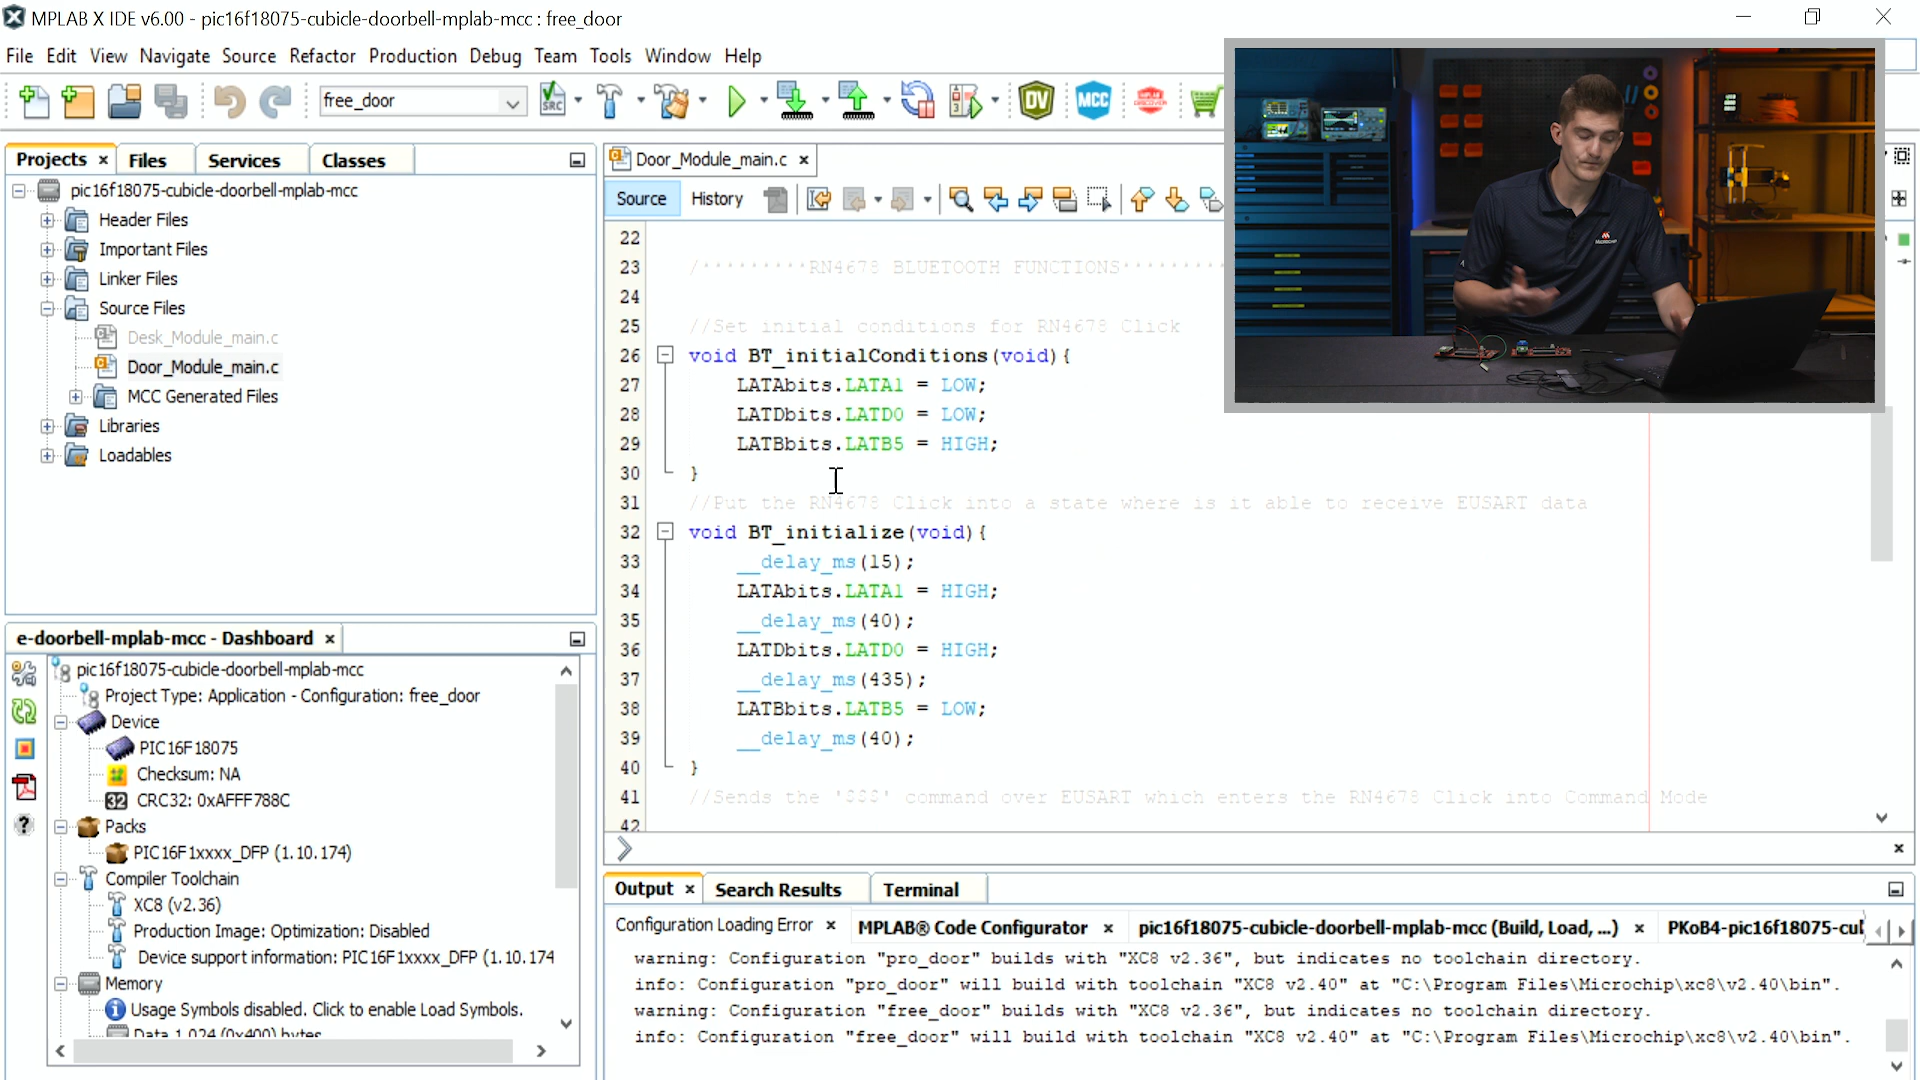 MPLAB X IDE v6.00 - pic16f18075-cubicle-doorbell-mplab-mcc : free_door
File Edit View Navigate Source Refactor Production Debug Team Tools Window Help
free_door
SRC
DV
MCC
Projects × Files Services Classes
pic16f18075-cubicle-doorbell-mplab-mcc
Header Files
Important Files
Linker Files
Source Files
Desk_Module_main.c
Door_Module_main.c
MCC Generated Files
Libraries
Loadables
e-doorbell-mplab-mcc - Dashboard ×
pic16f18075-cubicle-doorbell-mplab-mcc
Project Type: Application - Configuration: free_door
Device
PIC16F18075
Checksum: NA
32 CRC32: 0xAFFF788C
Packs
PIC16F1xxxx_DFP (1.10.174)
Compiler Toolchain
XC8 (v2.36)
Production Image: Optimization: Disabled
Device support information: PIC16F1xxxx_DFP (1.10.174
Memory
Usage Symbols disabled. Click to enable Load Symbols.
Data 1,024 (0x400) bytes
Door_Module_main.c ×
Source History
22
23 /*********RN4678 BLUETOOTH FUNCTIONS*********
24
25 //Set initial conditions for RN4678 Click
26 void BT_initialConditions(void){
27 LATAbits.LATA1 = LOW;
28 LATDbits.LATD0 = LOW;
29 LATBbits.LATB5 = HIGH;
30 }
31 //Put the RN4678 Click into a state where is it able to receive EUSART data
32 void BT_initialize(void){
33 __delay_ms(15);
34 LATAbits.LATA1 = HIGH;
35 __delay_ms(40);
36 LATDbits.LATD0 = HIGH;
37 __delay_ms(435);
38 LATBbits.LATB5 = LOW;
39 __delay_ms(40);
40 }
41 //Sends the '$$$' command over EUSART which enters the RN4678 Click into Command Mode
42
Output × Search Results Terminal
Configuration Loading Error × MPLAB® Code Configurator × pic16f18075-cubicle-doorbell-mplab-mcc (Build, Load, ...) × PKoB4-pic16f18075-cul
warning: Configuration "pro_door" builds with "XC8 v2.36", but indicates no toolchain directory.
info: Configuration "pro_door" will build with toolchain "XC8 v2.40" at "C:\Program Files\Microchip\xc8\v2.40\bin".
warning: Configuration "free_door" builds with "XC8 v2.36", but indicates no toolchain directory.
info: Configuration "free_door" will build with toolchain "XC8 v2.40" at "C:\Program Files\Microchip\xc8\v2.40\bin".